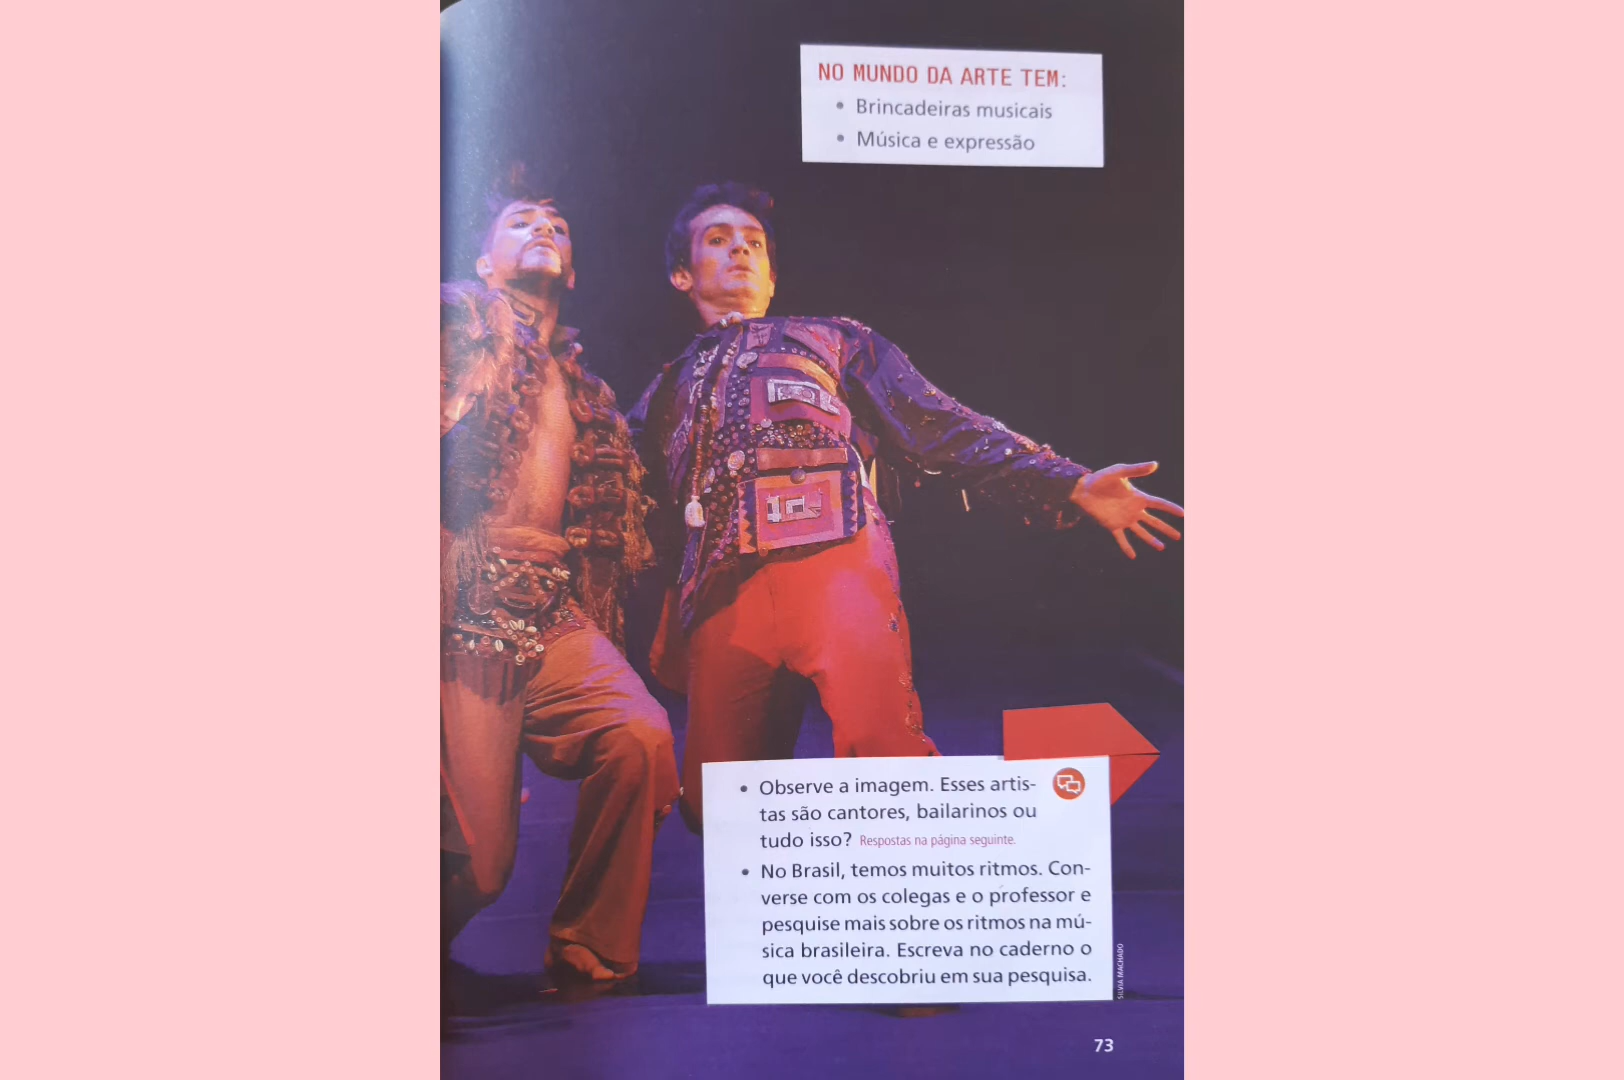 NO MUNDO DA ARTE TEM:
• Brincadeiras musicais
• Música e expressão
• Observe a imagem. Esses artis-
tas são cantores, bailarinos ou
tudo isso? Respostas na página seguinte.
• No Brasil, temos muitos ritmos. Con-
verse com os colegas e o professor e
pesquise mais sobre os ritmos na mú-
sica brasileira. Escreva no caderno o
que você descobriu em sua pesquisa.
SILVIA MACHADO
73